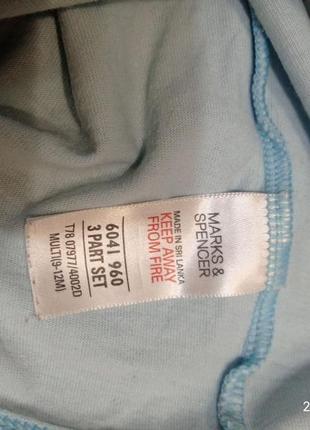 MARKS &
SPENCER
MADE IN SRI LANKA
KEEP AWAY
FROM FIRE
6041 960
3 PART SET
T78 07977/4002D
MULTI(9-12M)
2